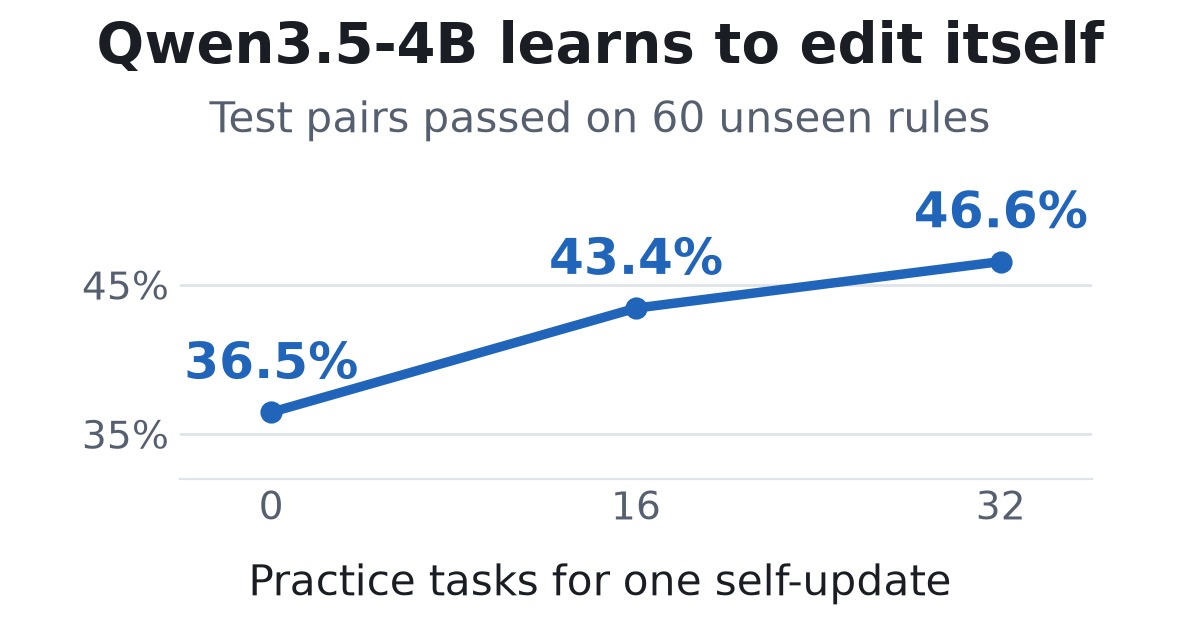 Qwen3.5-4B learns to edit itself
Test pairs passed on 60 unseen rules
46.6%
43.4%
45%
36.5%
35%
0 16 32
Practice tasks for one self-update